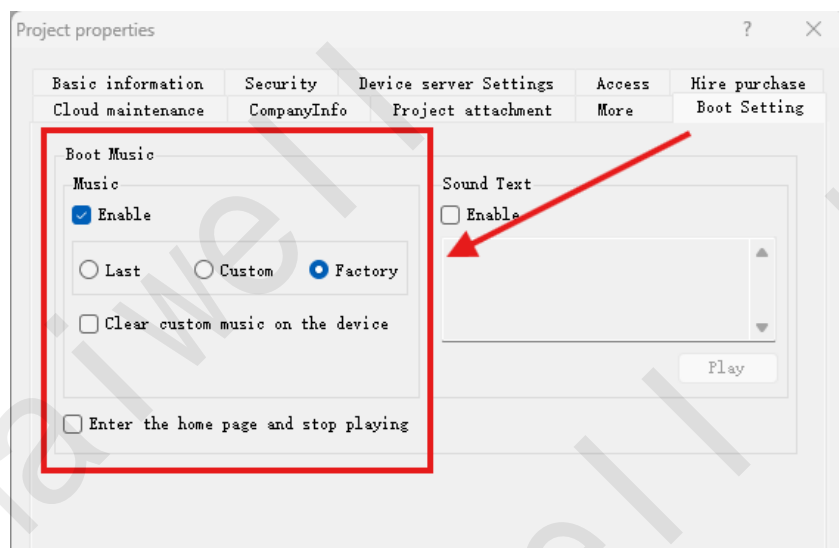 Project properties
Basic information Security Device server Settings Access Hire purchase
Cloud maintenance CompanyInfo Project attachment More Boot Setting
Boot Music
Music
Enable
Last Custom Factory
Clear custom music on the device
Enter the home page and stop playing
Sound Text
Enable
Play
haiwell